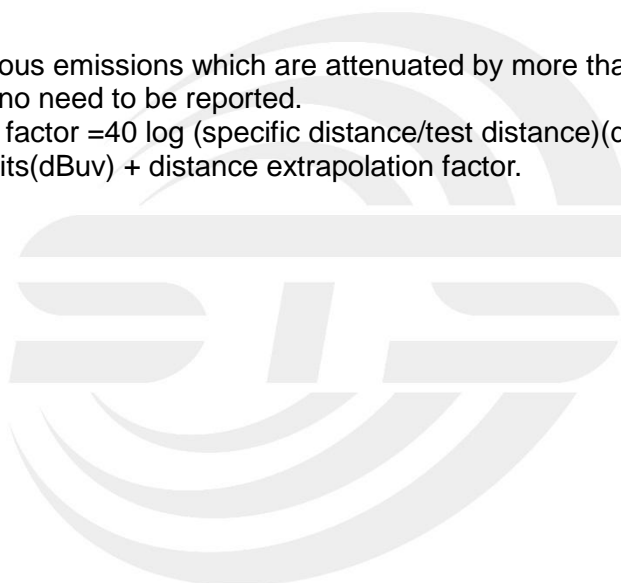 ous emissions which are attenuated by more tha
no need to be reported.
factor =40 log (specific distance/test distance)(
its(dBuv) + distance extrapolation factor.
STS